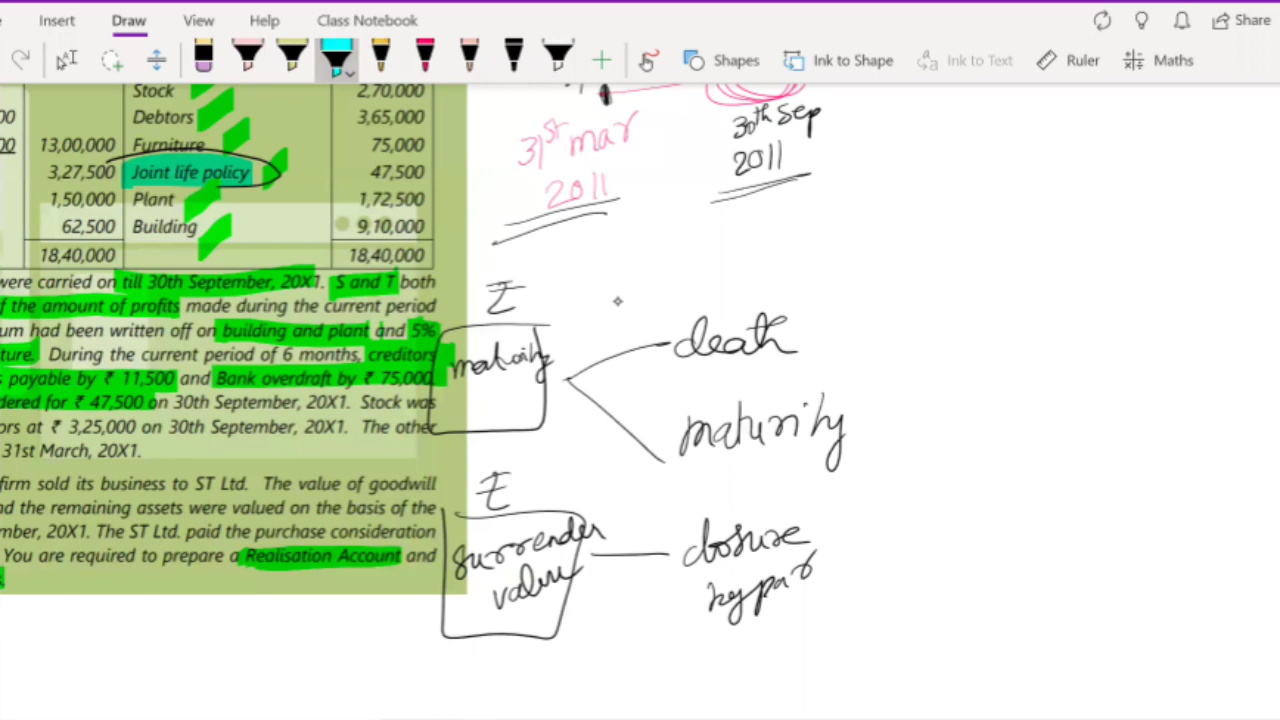 Insert Draw View Help Class Notebook Share
Shapes Ink to Shape Ink to Text Ruler Maths
Stock 2,70,000
00 Debtors 3,65,000
00 13,00,000 Furniture 75,000
3,27,500 Joint life policy 47,500
1,50,000 Plant 1,72,500
62,500 Building 9,10,000
18,40,000 18,40,000
were carried on till 30th September, 20X1. S and T both
f the amount of profits made during the current period
um had been written off on building and plant and 5%
ture. During the current period of 6 months, creditors
s payable by ₹ 11,500 and Bank overdraft by ₹ 75,000.
dered for ₹ 47,500 on 30th September, 20X1. Stock was
ors at ₹ 3,25,000 on 30th September, 20X1. The other
31st March, 20X1.
firm sold its business to ST Ltd. The value of goodwill
nd the remaining assets were valued on the basis of the
mber, 20X1. The ST Ltd. paid the purchase consideration
You are required to prepare a Realisation Account and
31st mar
2011
30th Sep
2011
₹
maturity
death
maturity
₹
surrender
value
closure